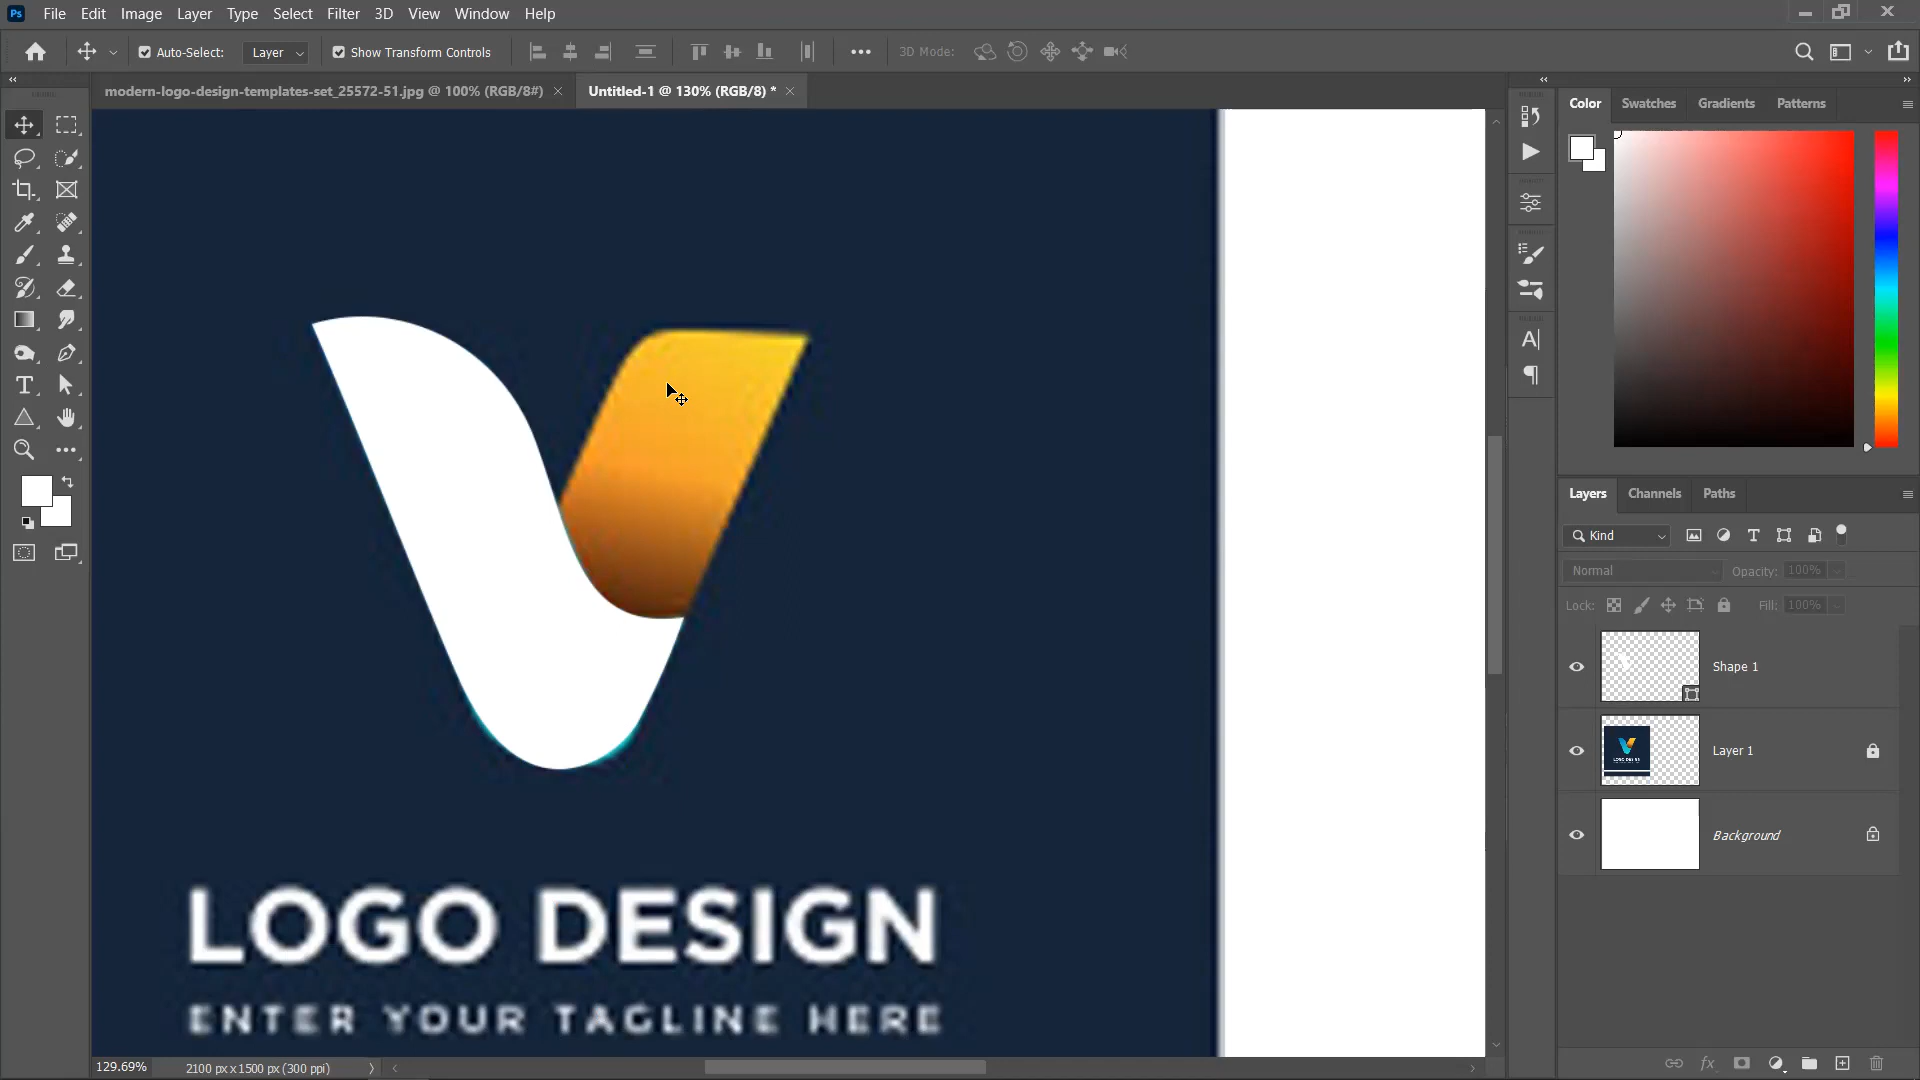 Ps File Edit Image Layer Type Select Filter 3D View Window Help
Auto-Select: Layer Show Transform Controls 3D Mode:
modern-logo-design-templates-set_25572-51.jpg @ 100% (RGB/8#) Untitled-1 @ 130% (RGB/8) *
Color Swatches Gradients Patterns
Layers Channels Paths
Kind
Normal Opacity: 100%
Lock: Fill: 100%
Shape 1
Layer 1
Background
LOGO DESIGN
ENTER YOUR TAGLINE HERE
129.69% 2100 px x 1500 px (300 ppi)